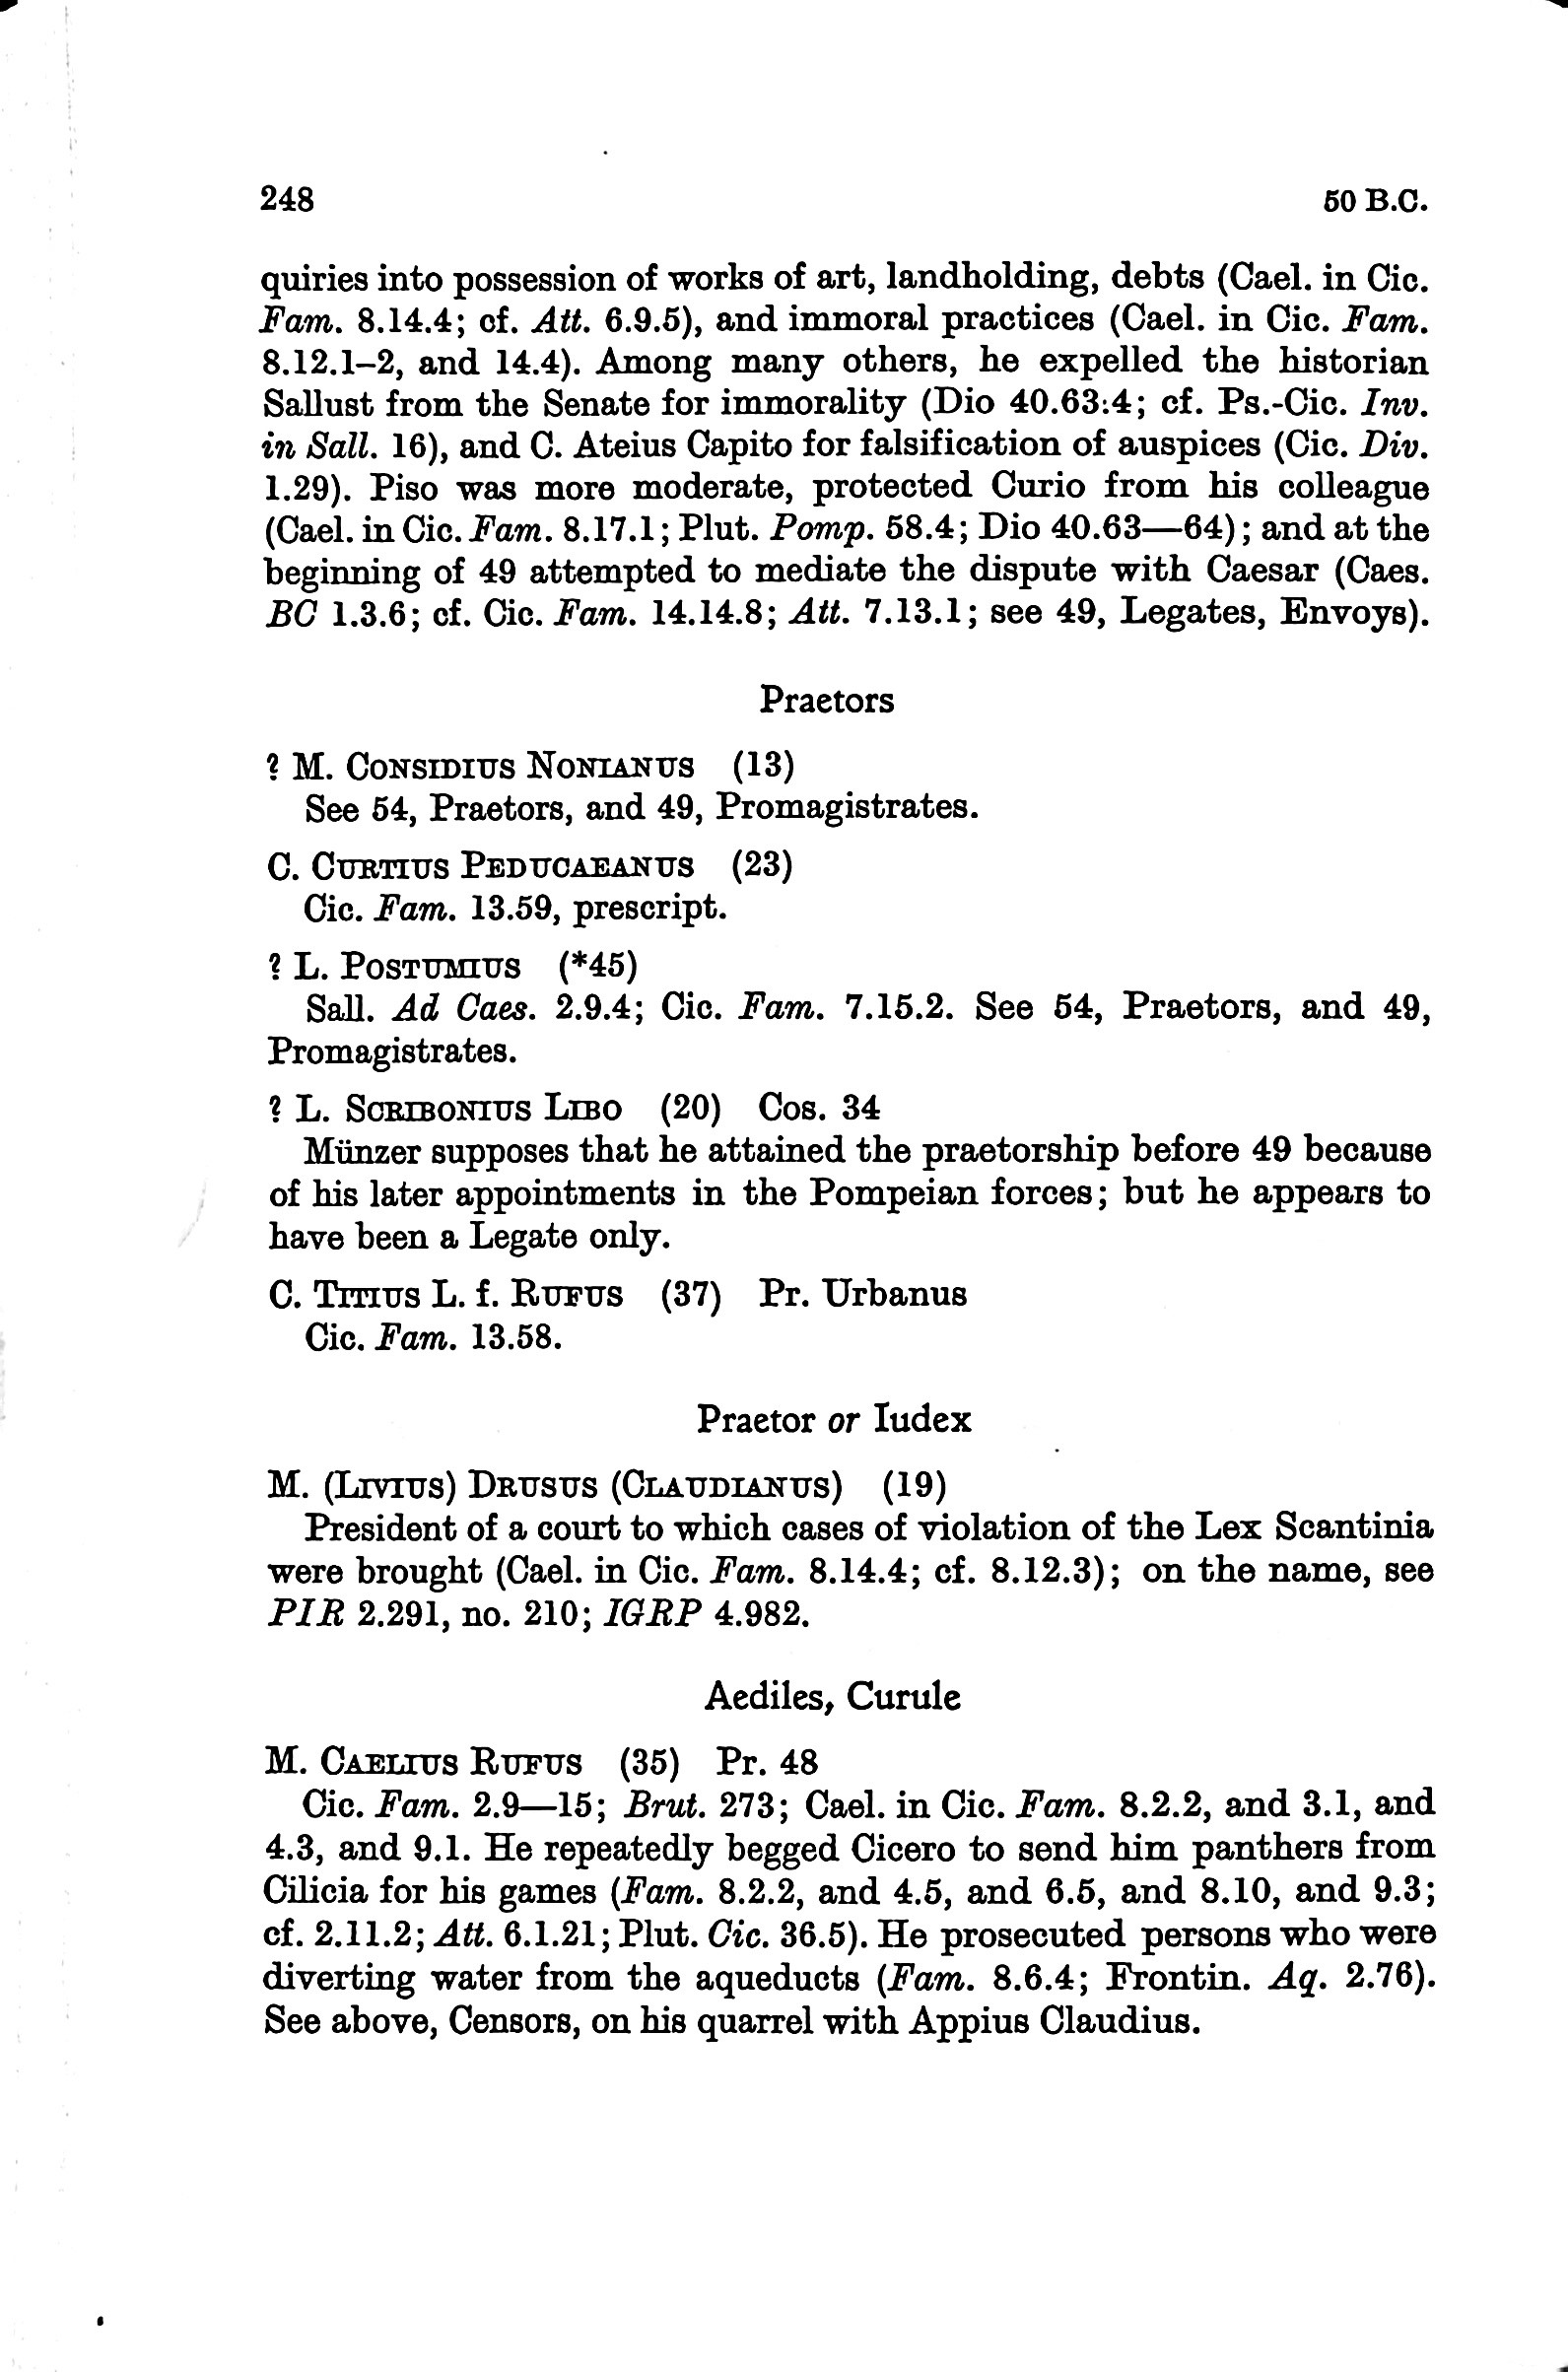 248 50 B.C.
quiries into possession of works of art, landholding, debts (Cael. in Cic.
Fam. 8.14.4; cf. Att. 6.9.5), and immoral practices (Cael. in Cic. Fam.
8.12.1–2, and 14.4). Among many others, he expelled the historian
Sallust from the Senate for immorality (Dio 40.63:4; cf. Ps.-Cic. Inv.
in Sall. 16), and C. Ateius Capito for falsification of auspices (Cic. Div.
1.29). Piso was more moderate, protected Curio from his colleague
(Cael. in Cic. Fam. 8.17.1; Plut. Pomp. 58.4; Dio 40.63—64); and at the
beginning of 49 attempted to mediate the dispute with Caesar (Caes.
BC 1.3.6; cf. Cic. Fam. 14.14.8; Att. 7.13.1; see 49, Legates, Envoys).
Praetors
? M. Considius Nonianus (13)
See 54, Praetors, and 49, Promagistrates.
C. Curtius Peducaeanus (23)
Cic. Fam. 13.59, prescript.
? L. Postumius (*45)
Sall. Ad Caes. 2.9.4; Cic. Fam. 7.15.2. See 54, Praetors, and 49,
Promagistrates.
? L. Scribonius Libo (20) Cos. 34
Münzer supposes that he attained the praetorship before 49 because
of his later appointments in the Pompeian forces; but he appears to
have been a Legate only.
C. Titius L. f. Rufus (37) Pr. Urbanus
Cic. Fam. 13.58.
Praetor or Iudex
M. (Livius) Drusus (Claudianus) (19)
President of a court to which cases of violation of the Lex Scantinia
were brought (Cael. in Cic. Fam. 8.14.4; cf. 8.12.3); on the name, see
PIR 2.291, no. 210; IGRP 4.982.
Aediles, Curule
M. Caelius Rufus (35) Pr. 48
Cic. Fam. 2.9—15; Brut. 273; Cael. in Cic. Fam. 8.2.2, and 3.1, and
4.3, and 9.1. He repeatedly begged Cicero to send him panthers from
Cilicia for his games (Fam. 8.2.2, and 4.5, and 6.5, and 8.10, and 9.3;
cf. 2.11.2; Att. 6.1.21; Plut. Cic. 36.5). He prosecuted persons who were
diverting water from the aqueducts (Fam. 8.6.4; Frontin. Aq. 2.76).
See above, Censors, on his quarrel with Appius Claudius.